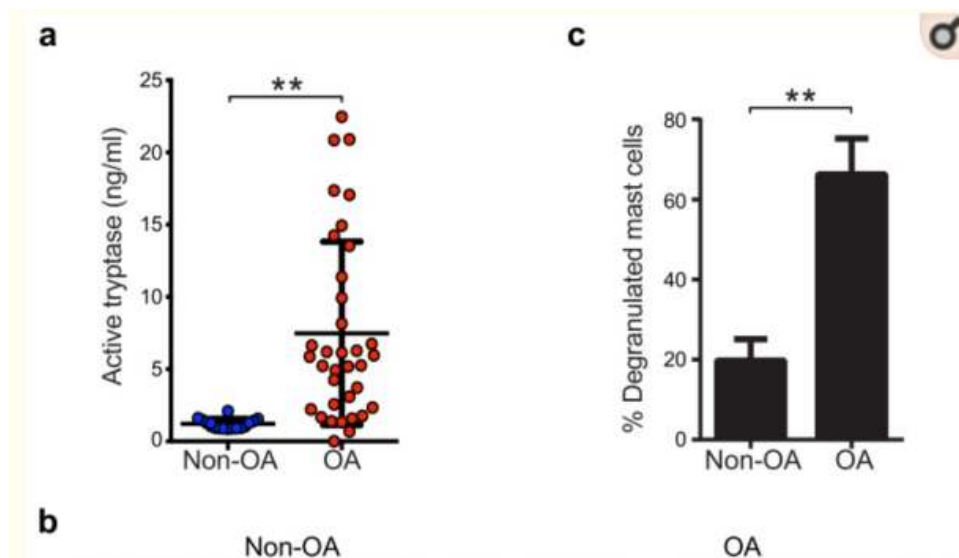 a
**
25
20
15
10
5
0
Active tryptase (ng/ml)
Non-OA OA
c
**
80
60
40
20
0
% Degranulated mast cells
Non-OA OA
b
Non-OA OA